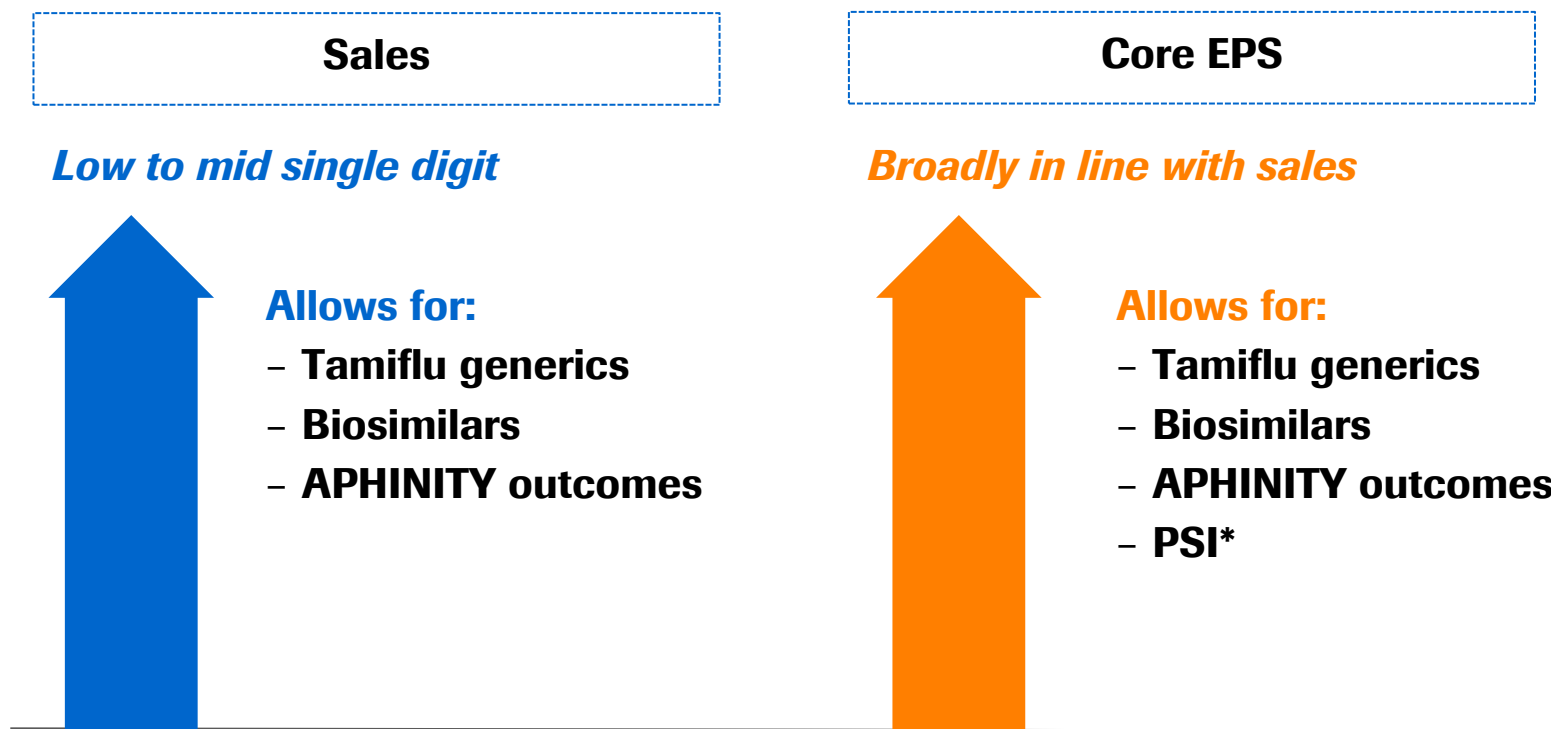 Sales
Low to mid single digit
Allows for:
– Tamiflu generics
– Biosimilars
– APHINITY outcomes
Core EPS
Broadly in line with sales
Allows for:
– Tamiflu generics
– Biosimilars
– APHINITY outcomes
– PSI*